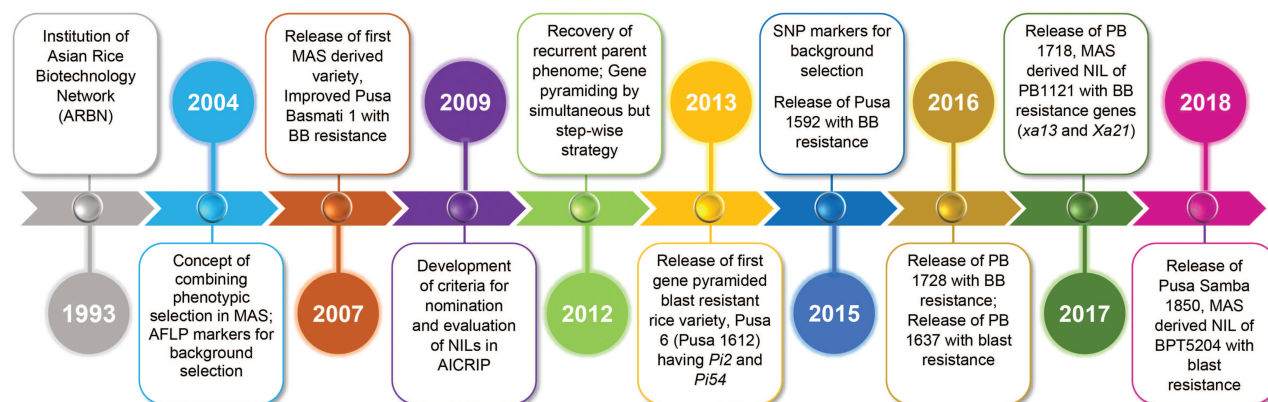 Institution of
Asian Rice
Biotechnology
Network
(ARBN)
1993
2004
Concept of
combining
phenotypic
selection in MAS;
AFLP markers for
background
selection
Release of first
MAS derived
variety,
Improved Pusa
Basmati 1 with
BB resistance
2007
2009
Development
of criteria for
nomination
and
evaluation
of NILs in
AICRIP
Recovery of
recurrent parent
phenome; Gene
pyramiding by
simultaneous but
step-wise
strategy
2012
2013
Release of first
gene pyramided
blast resistant
rice variety, Pusa
6 (Pusa 1612)
having Pi2 and
Pi54
SNP markers for
background
selection
Release of Pusa
1592 with BB
resistance
2015
2016
Release of PB
1728 with BB
resistance;
Release of PB
1637 with blast
resistance
Release of PB
1718, MAS
derived NIL of
PB1121 with BB
resistance genes
(xa13 and Xa21)
2017
2018
Release of
Pusa Samba
1850, MAS
derived NIL of
BPT5204 with
blast
resistance